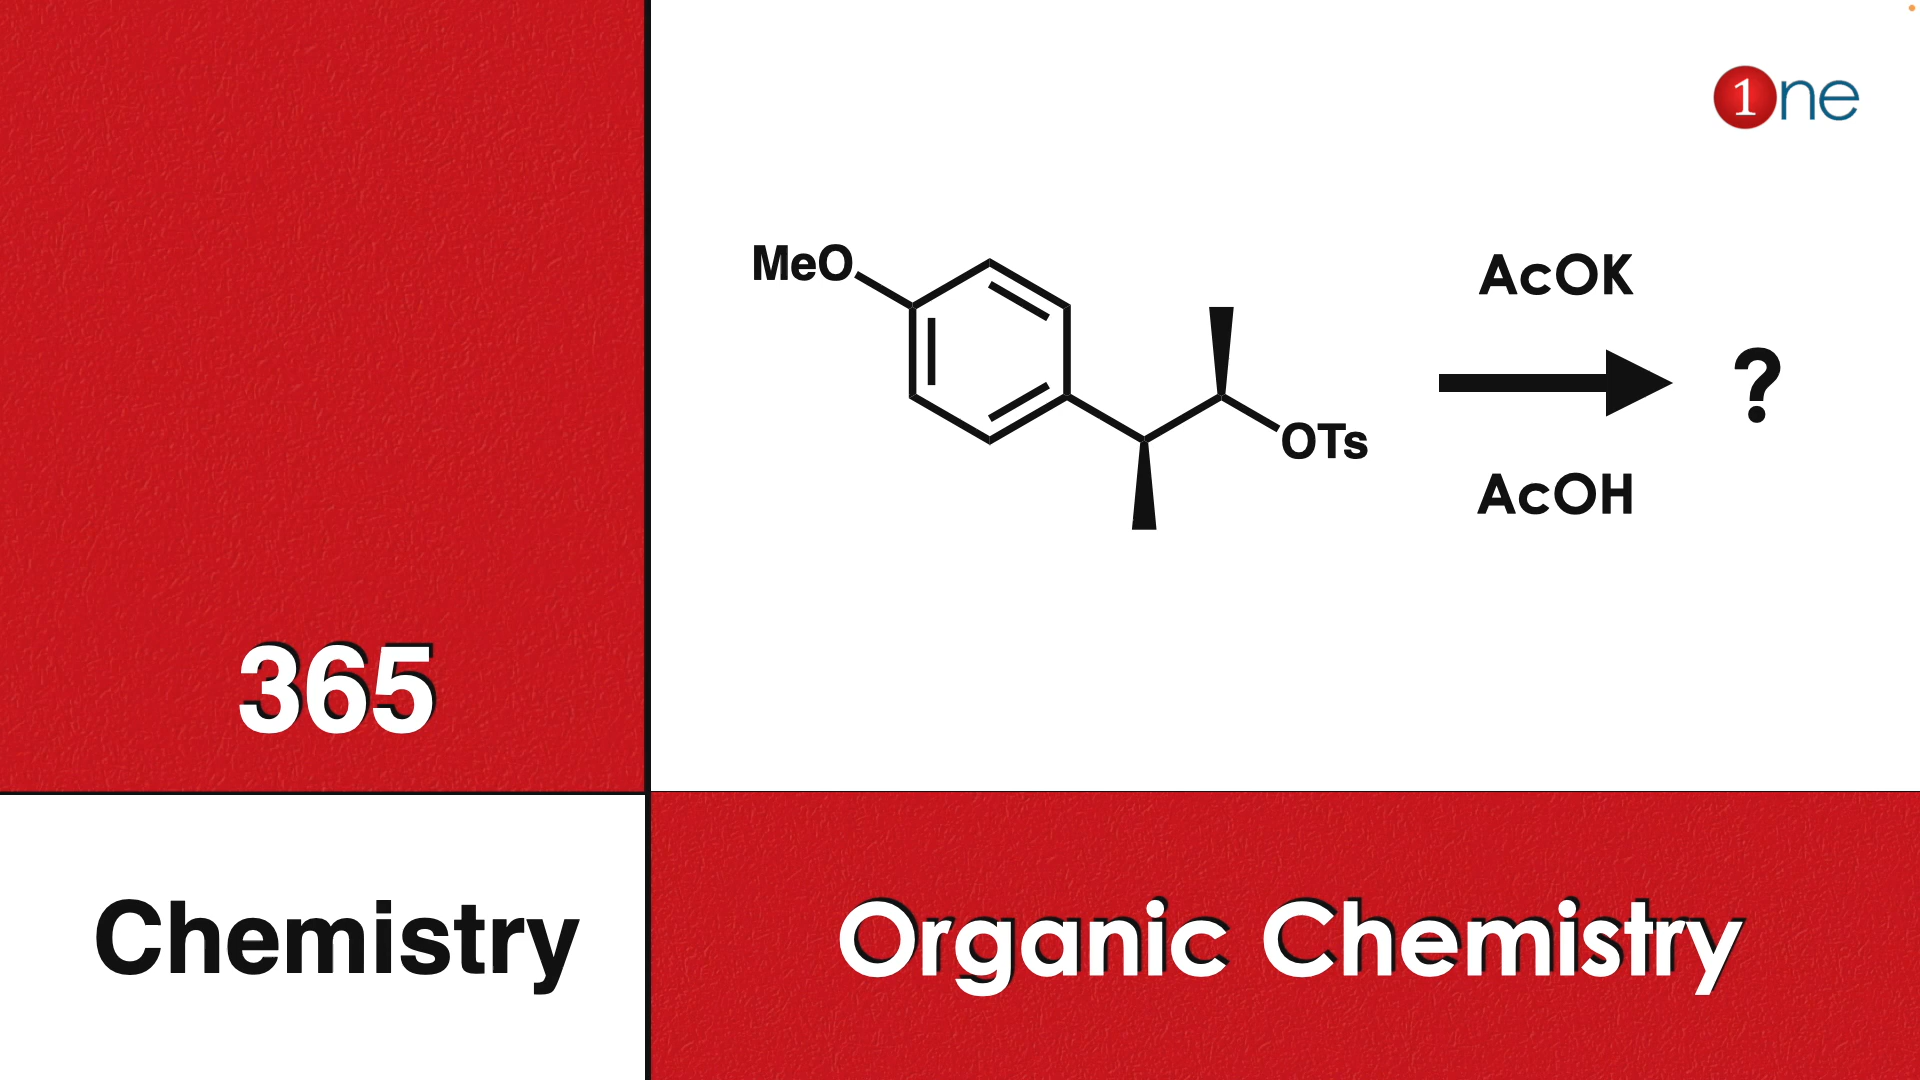 1ne
MeO
OTs
AcOK
?
AcOH
365
Chemistry
Organic Chemistry